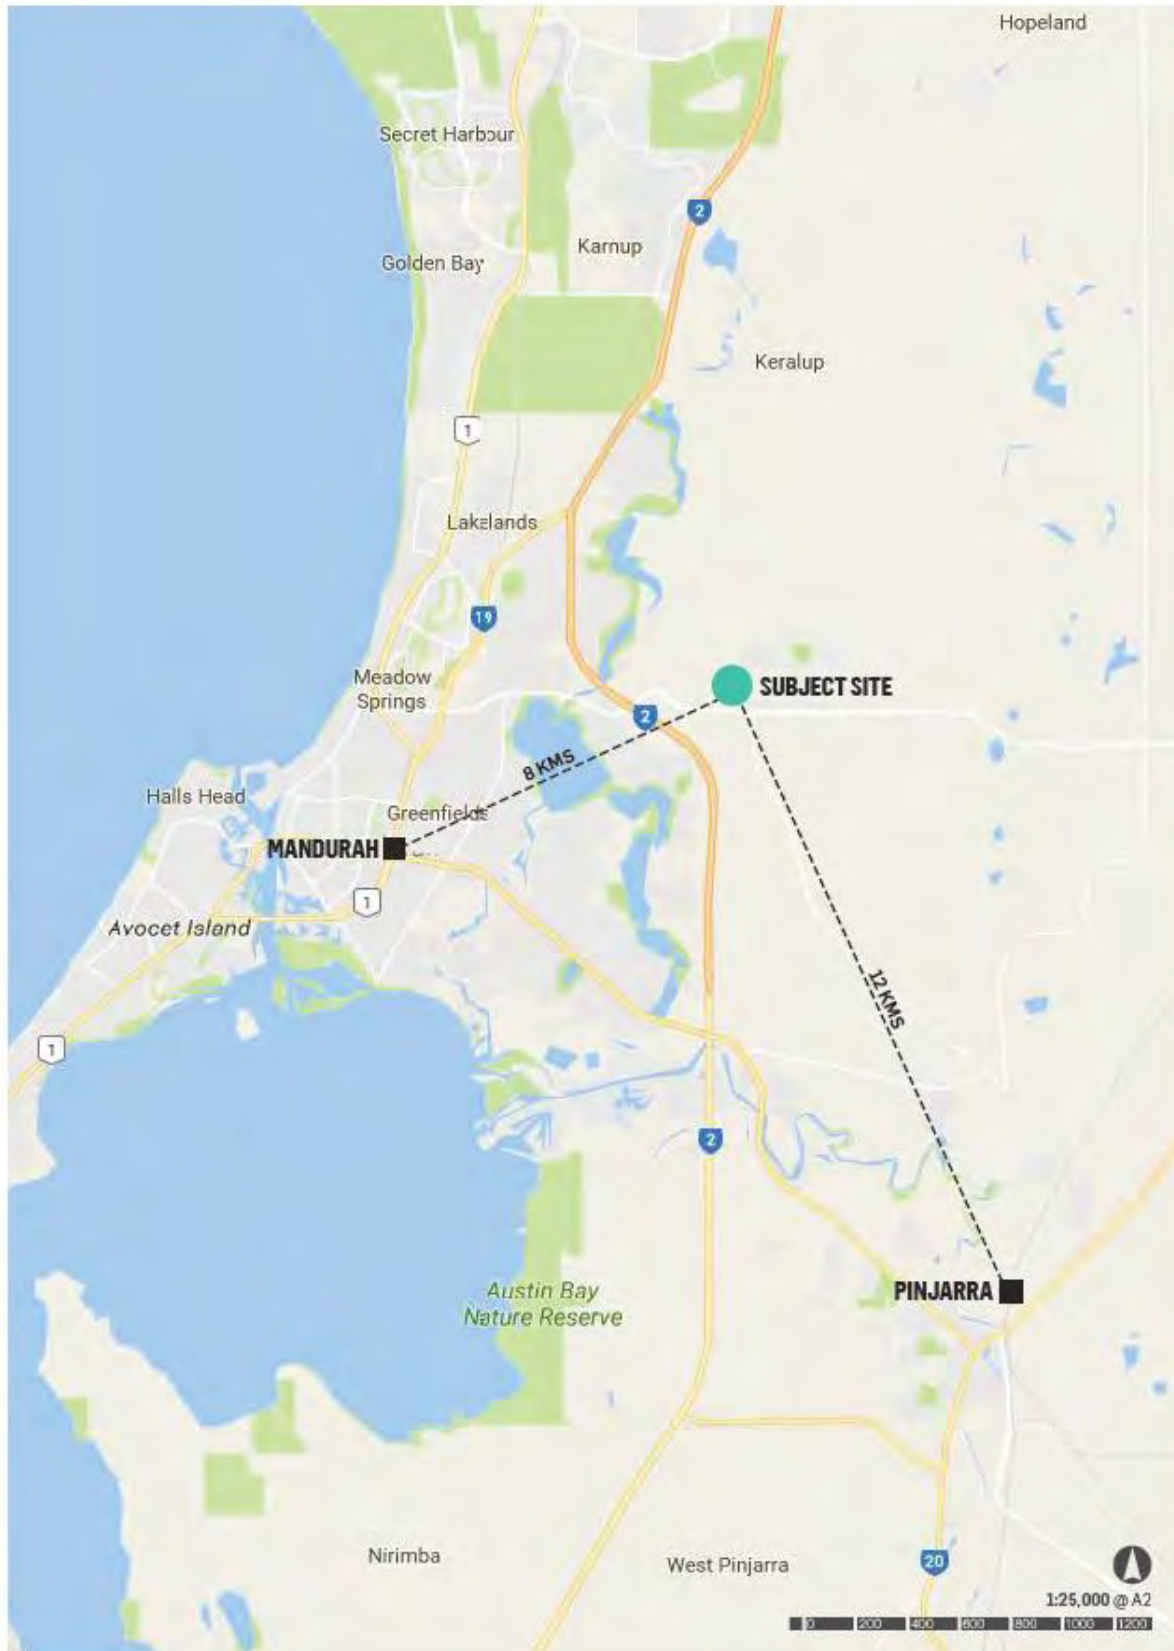 Hopeland
Secret Harbour
2
Karnup
Golden Bay
Keralup
1
Lakelands
19
Meadow
Springs
SUBJECT SITE
2
8 KMS
Halls Head
Greenfields
MANDURAH
1
Avocet Island
12 KMS
1
2
Austin Bay
Nature Reserve
PINJARRA
Nirimba
West Pinjarra
20
1:25,000 @ A2
0 200 400 600 800 1000 1200